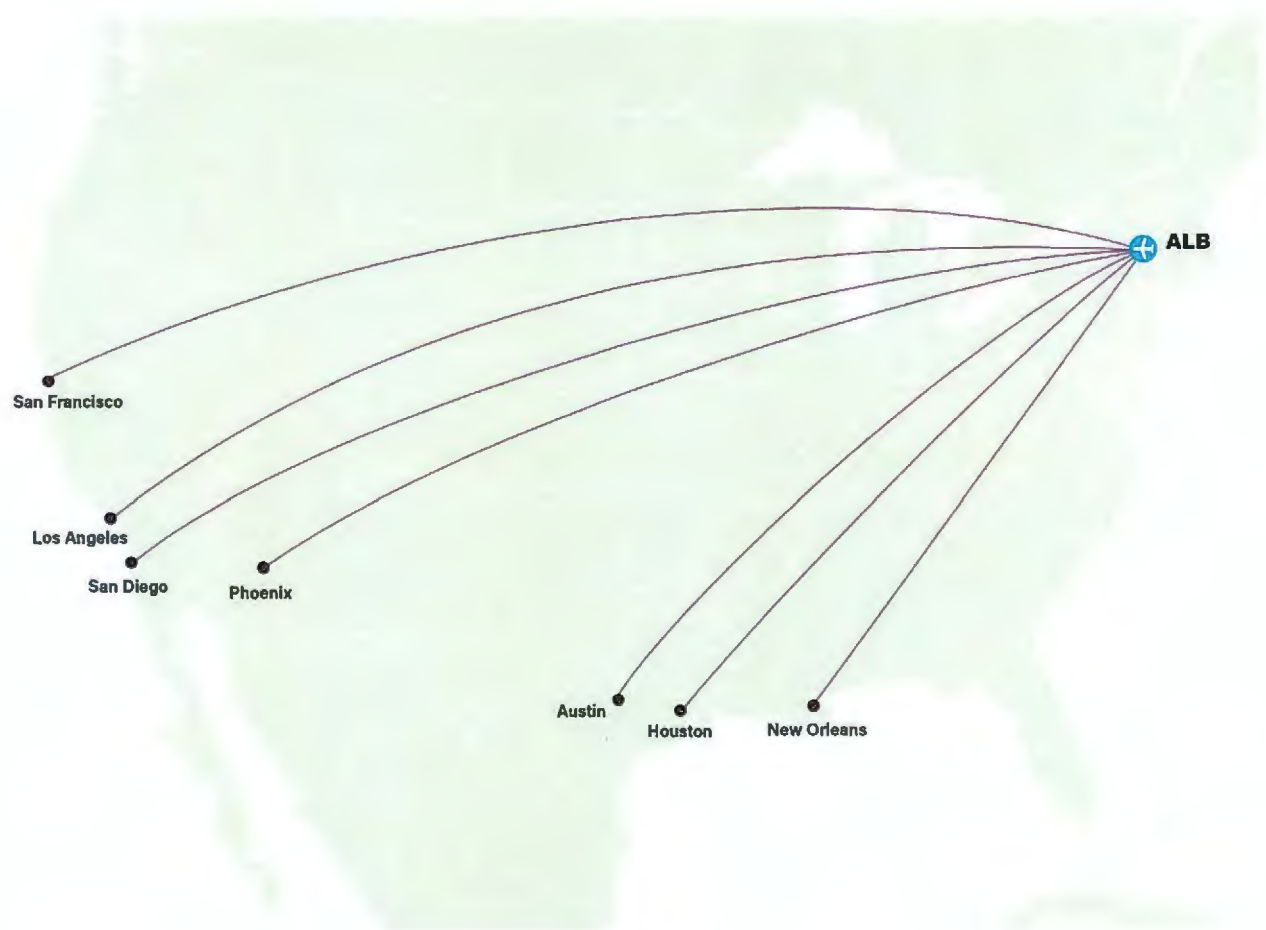 ALB
San Francisco
Los Angeles
San Diego
Phoenix
Austin
Houston
New Orleans